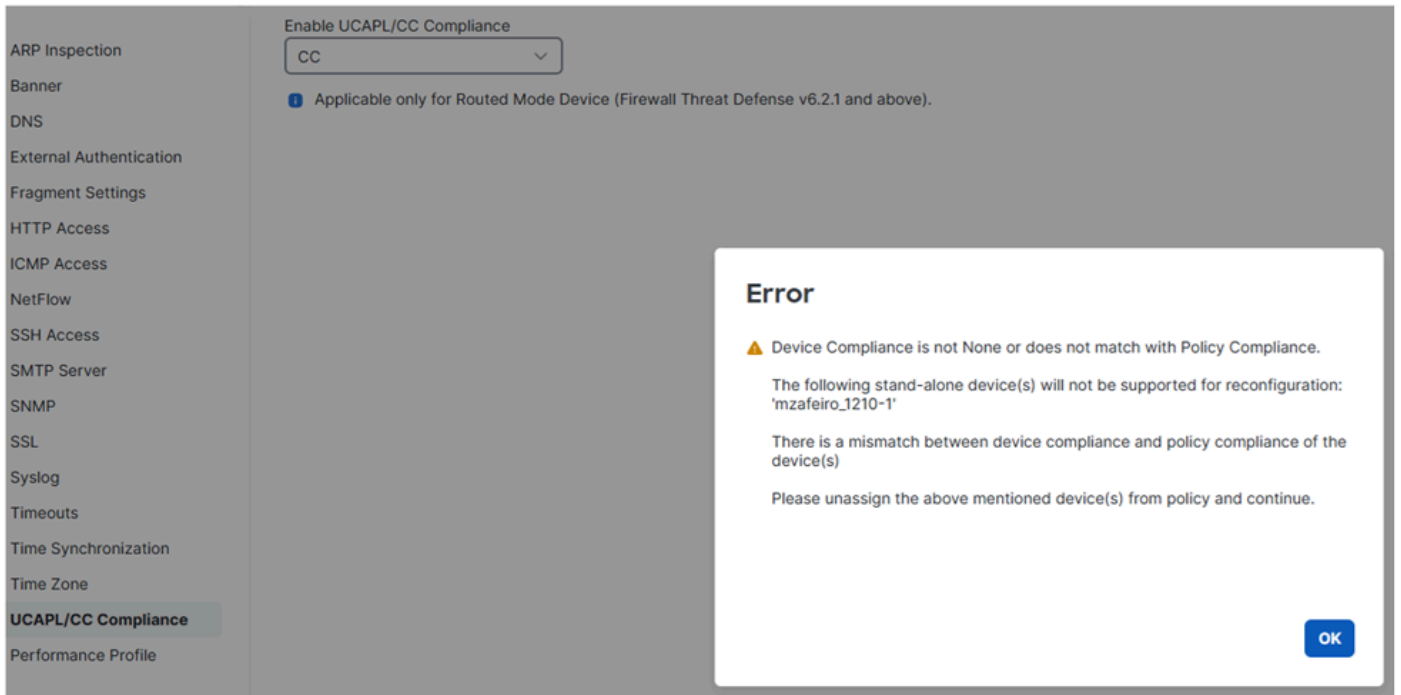 Enable UCAPL/CC Compliance
CC
Applicable only for Routed Mode Device (Firewall Threat Defense v6.2.1 and above).
ARP Inspection
Banner
DNS
External Authentication
Fragment Settings
HTTP Access
ICMP Access
NetFlow
SSH Access
SMTP Server
SNMP
SSL
Syslog
Timeouts
Time Synchronization
Time Zone
UCAPL/CC Compliance
Performance Profile
Error
Device Compliance is not None or does not match with Policy Compliance.
The following stand-alone device(s) will not be supported for reconfiguration:
'mzafeiro_1210-1'
There is a mismatch between device compliance and policy compliance of the
device(s)
Please unassign the above mentioned device(s) from policy and continue.
OK